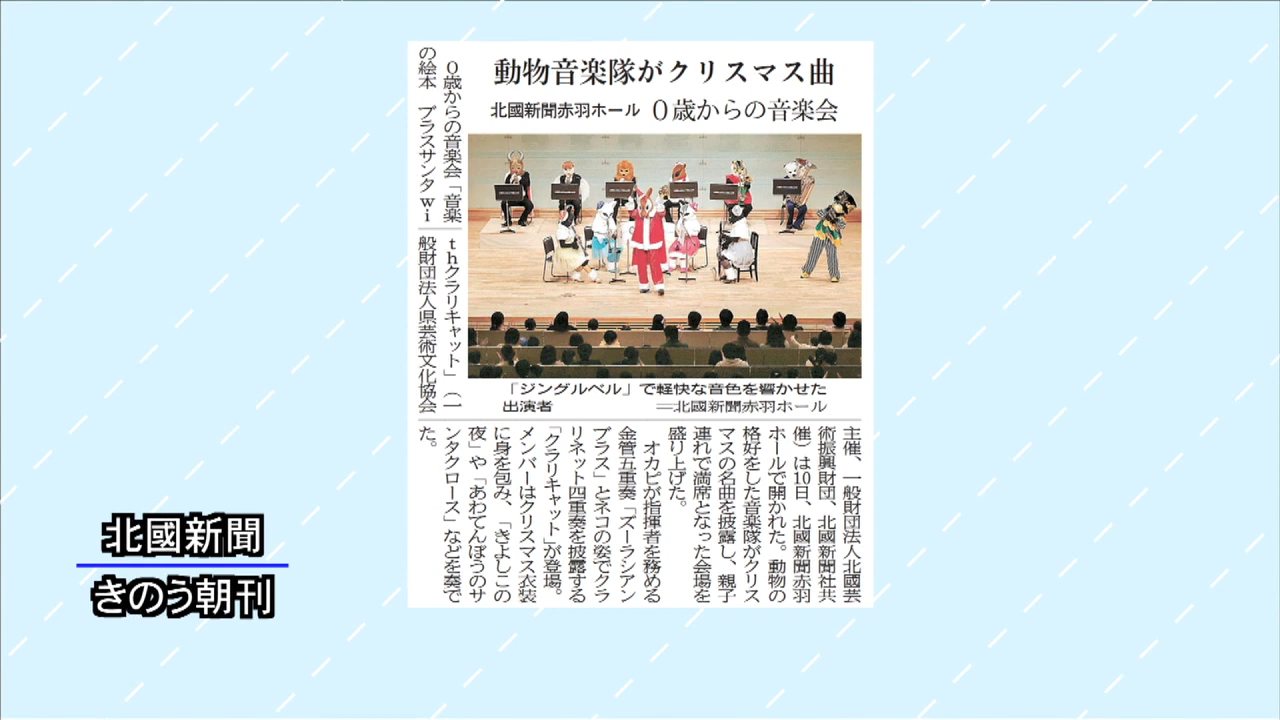 動物音楽隊がクリスマス曲
北國新聞赤羽ホール 0歳からの音楽会
0歳からの音楽会「音楽
の絵本 ブラスサンタwi
thクラリキャット」(一
般財団法人県芸術文化協会
「ジングルベル」で軽快な音色を響かせた
出演者 =北國新聞赤羽ホール
主催、一般財団法人北國芸
術振興財団、北國新聞社共
催)は10日、北國新聞赤羽
ホールで開かれた。動物の
格好をした音楽隊がクリス
マスの名曲を披露し、親子
連れで満席となった会場を
盛り上げた。
オカピが指揮者を務める
金管五重奏「ズーラシアン
ブラス」とネコの姿でクラ
リネット四重奏を披露する
「クラリキャット」が登場。
メンバーはクリスマス衣装
に身を包み、「きよしこの
夜」や「あわてんぼうのサ
ンタクロース」などを奏で
た。
北國新聞
きのう朝刊